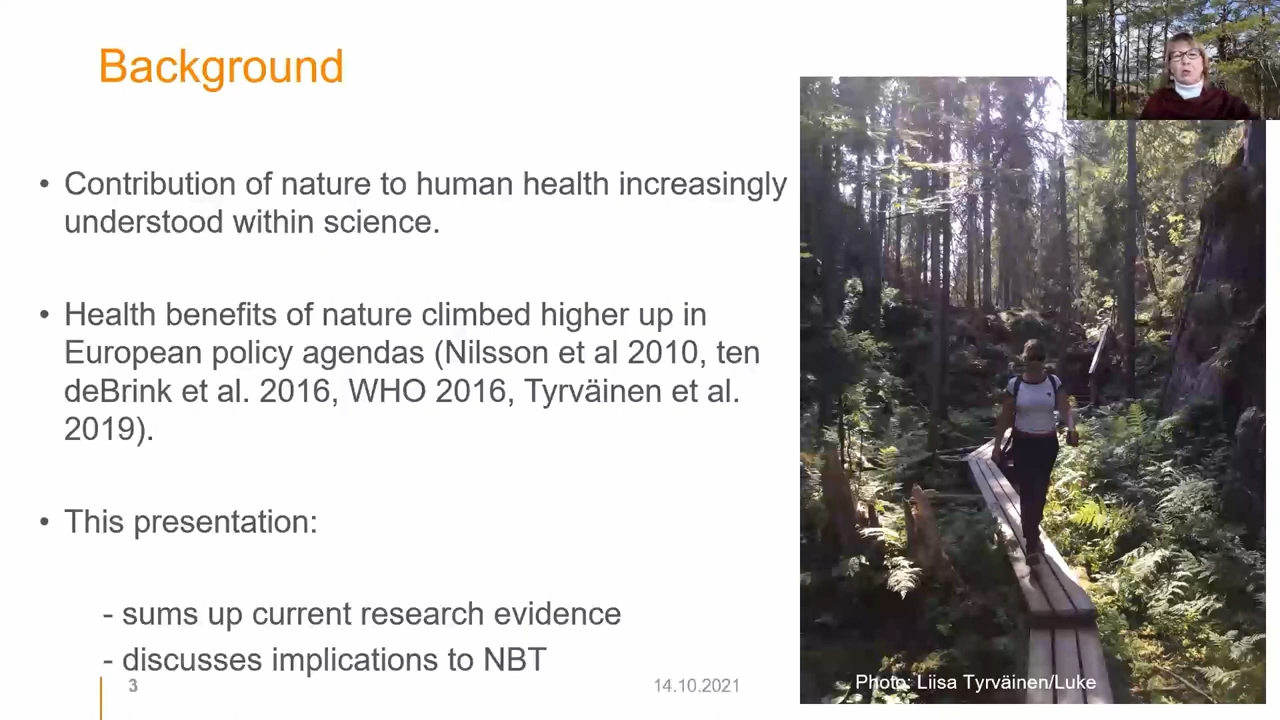 Background
• Contribution of nature to human health increasingly
understood within science.
• Health benefits of nature climbed higher up in
European policy agendas (Nilsson et al 2010, ten
deBrink et al. 2016, WHO 2016, Tyrväinen et al.
2019).
• This presentation:
- sums up current research evidence
- discusses implications to NBT
3
14.10.2021
Photo: Liisa Tyrväinen/Luke